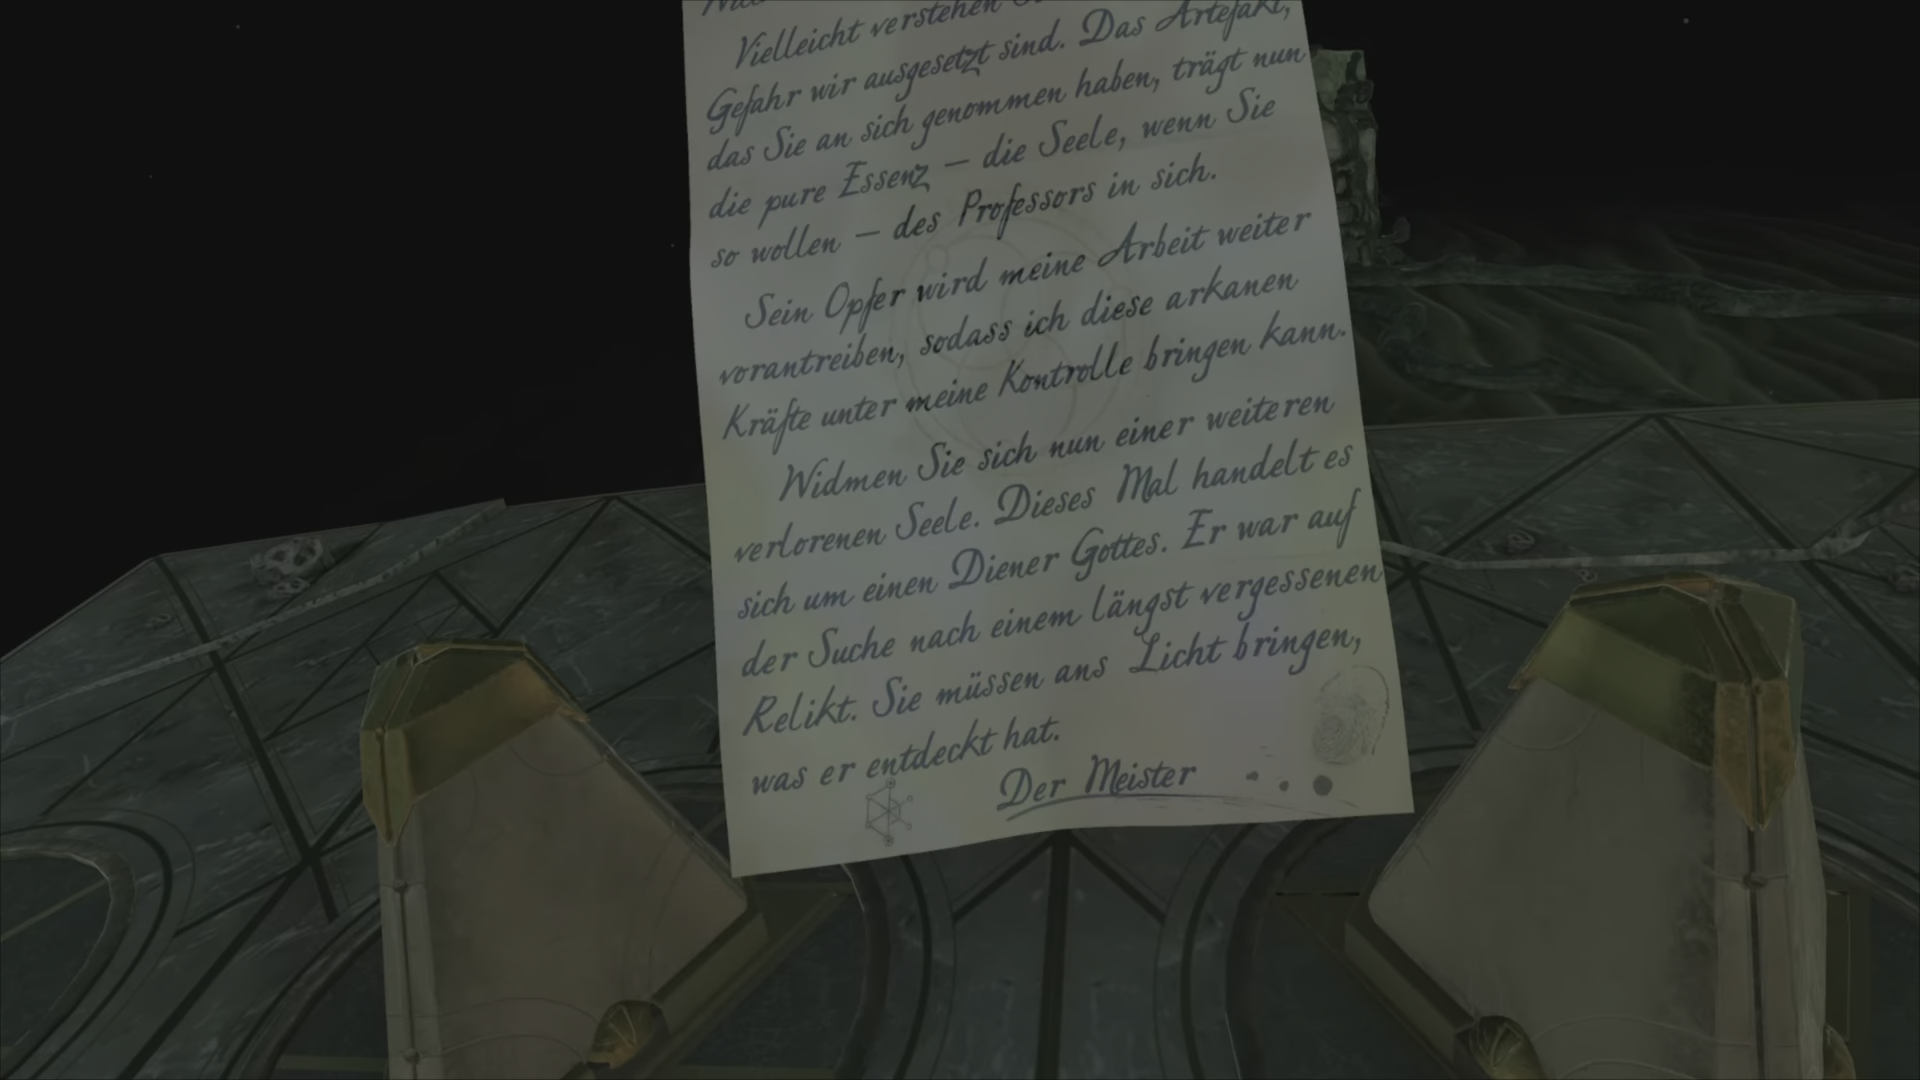 Vielleicht verstehen
Gefahr wir ausgesetzt sind. Das Artefakt,
das Sie an sich genommen haben, trägt nun
die pure Essenz — die Seele, wenn Sie
so wollen — des Professors in sich.
Sein Opfer wird meine Arbeit weiter
vorantreiben, sodass ich diese arkanen
Kräfte unter meine Kontrolle bringen kann.
Widmen Sie sich nun einer weiteren
verlorenen Seele. Dieses Mal handelt es
sich um einen Diener Gottes. Er war auf
der Suche nach einem längst vergessenen
Relikt. Sie müssen ans Licht bringen,
was er entdeckt hat.
Der Meister